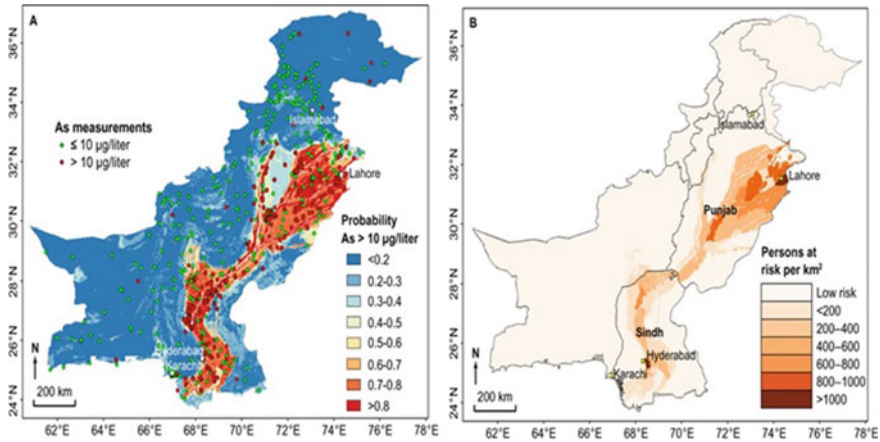 A
36°N
34°N
32°N
30°N
28°N
26°N
24°N
As measurements
≤ 10 µg/liter
> 10 µg/liter
Islamabad
Lahore
Hyderabad
Karachi
Probability
As > 10 µg/liter
<0.2
0.2-0.3
0.3-0.4
0.4-0.5
0.5-0.6
0.6-0.7
0.7-0.8
>0.8
N
200 km
62°E 64°E 66°E 68°E 70°E 72°E 74°E 76°E 78°E
B
36°N
34°N
32°N
30°N
28°N
26°N
24°N
Islamabad
Lahore
Punjab
Sindh
Hyderabad
Karachi
Persons at
risk per km²
Low risk
<200
200–400
400–600
600–800
800–1000
>1000
N
200 km
62°E 64°E 66°E 68°E 70°E 72°E 74°E 76°E 78°E